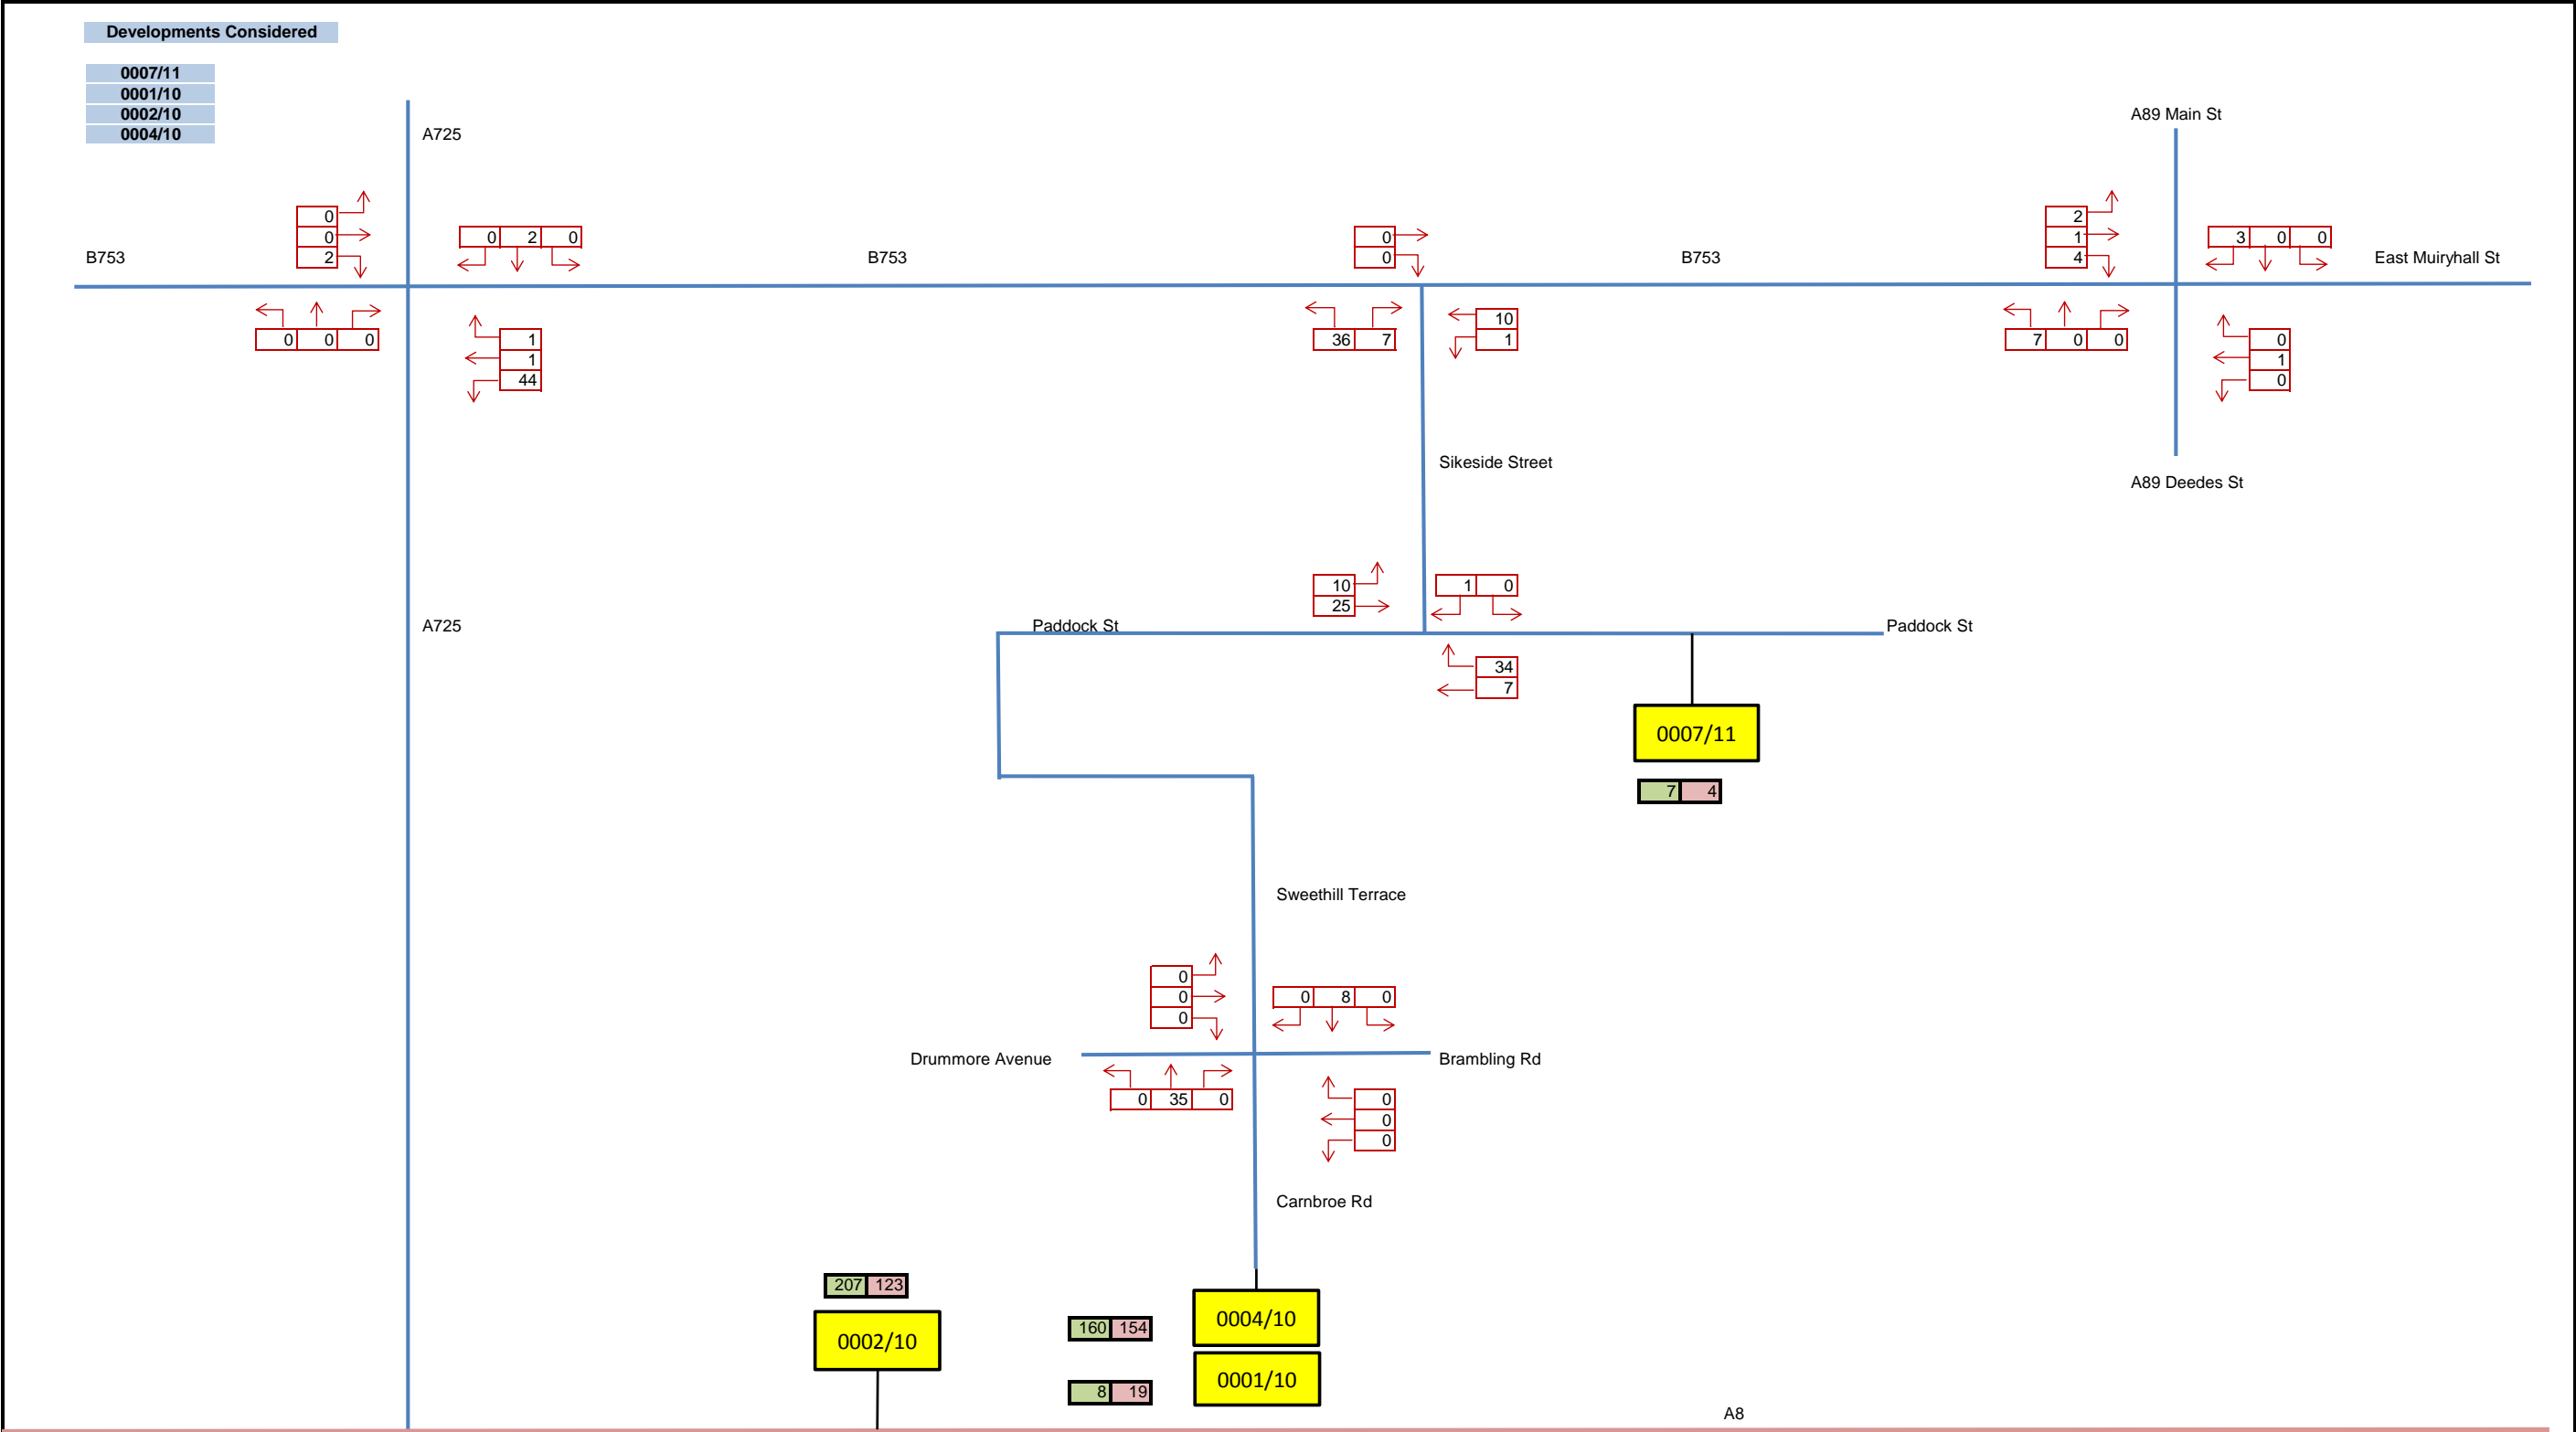 Developments Considered
0007/11
0001/10
0002/10
0004/10
A725
A89 Main St
0
0
2
0 2 0
0
0
2
1
4
3 0 0
B753
B753
B753
East Muiryhall St
0 0 0
1
1
44
36 7
10
1
7 0 0
0
1
0
Sikeside Street
A89 Deedes St
10
25
1 0
A725
Paddock St
Paddock St
34
7
0007/11
7 4
Sweethill Terrace
0
0
0
0 8 0
Drummore Avenue
Brambling Rd
0 35 0
0
0
0
Carnbroe Rd
207 123
0002/10
160 154
0004/10
8 19
0001/10
A8